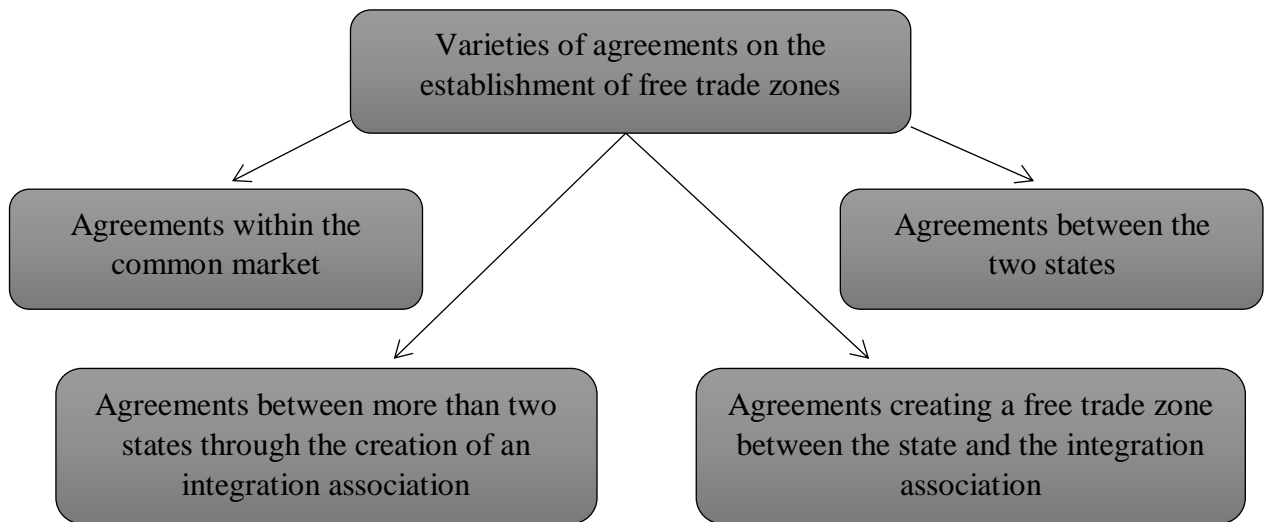 Varieties of agreements on the
establishment of free trade zones
Agreements within the
common market
Agreements between the
two states
Agreements between more than two
states through the creation of an
integration association
Agreements creating a free trade zone
between the state and the integration
association